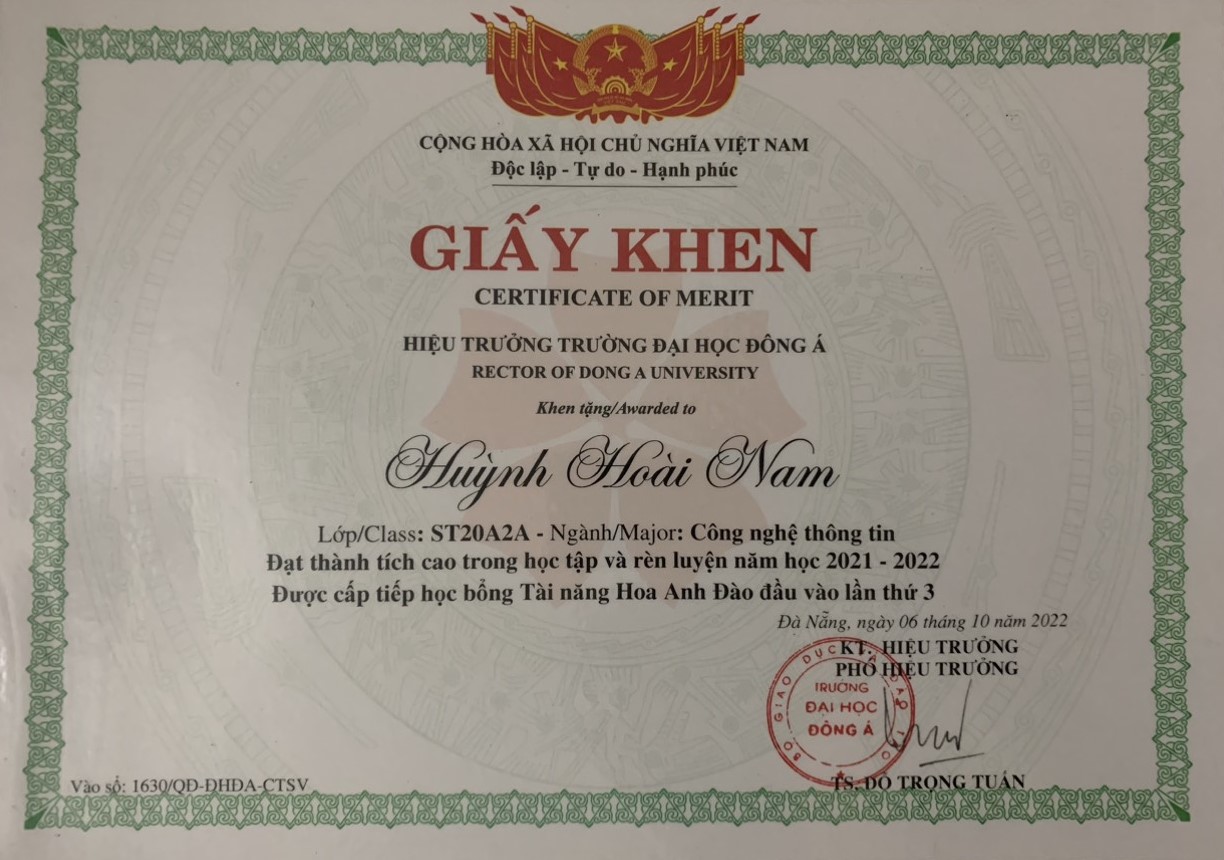 CỘNG HÒA XÃ HỘI CHỦ NGHĨA VIỆT NAM
Độc lập - Tự do - Hạnh phúc
GIẤY KHEN
CERTIFICATE OF MERIT
HIỆU TRƯỞNG TRƯỜNG ĐẠI HỌC ĐÔNG Á
RECTOR OF DONG A UNIVERSITY
Khen tặng/Awarded to
Huỳnh Hoài Nam
Lớp/Class: ST20A2A - Ngành/Major: Công nghệ thông tin
Đạt thành tích cao trong học tập và rèn luyện năm học 2021 - 2022
Được cấp tiếp học bổng Tài năng Hoa Anh Đào đầu vào lần thứ 3
Đà Nẵng, ngày 06 tháng 10 năm 2022
KT. HIỆU TRƯỞNG
PHÓ HIỆU TRƯỞNG
BỘ GIÁO DỤC VÀ ĐÀO TẠO
TRƯỜNG
ĐẠI HỌC
ĐÔNG Á
TS. ĐỖ TRỌNG TUẤN
Vào sổ: 1630/QĐ-ĐHĐA-CTSV